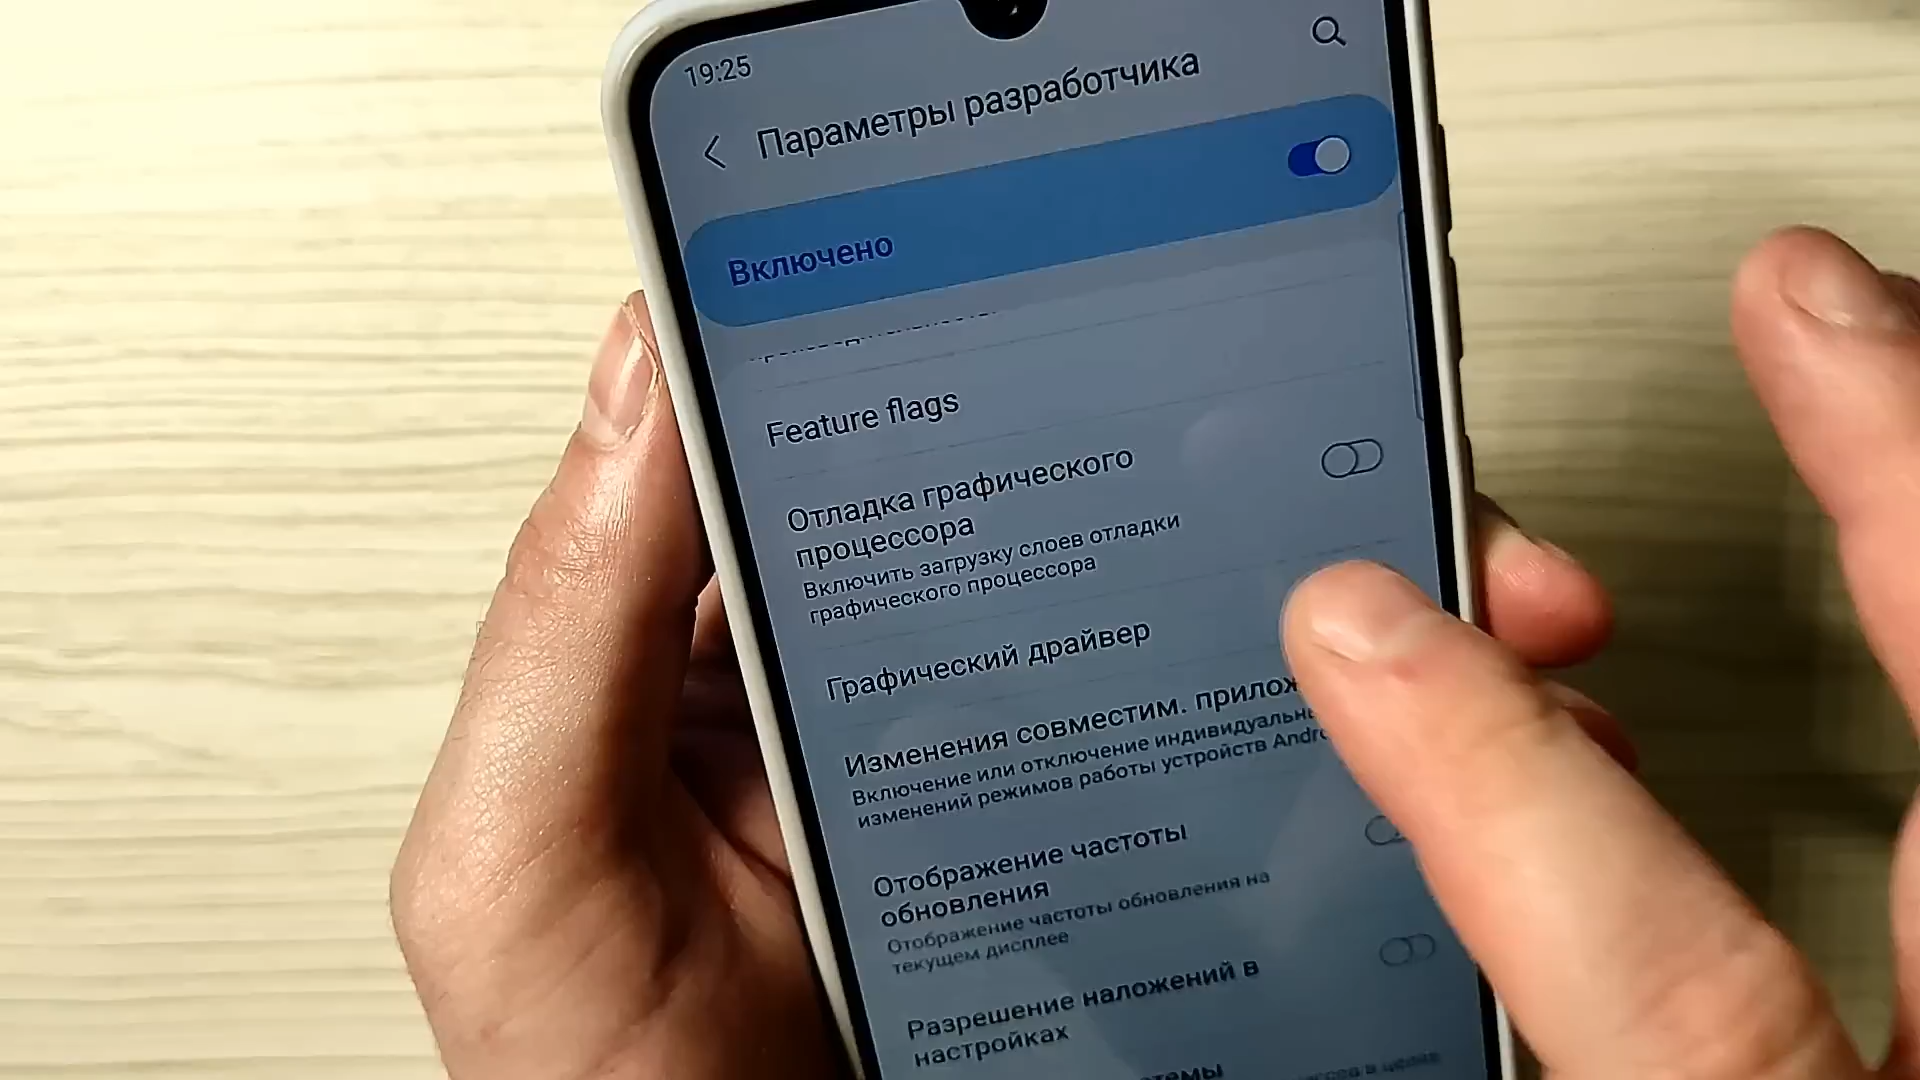 19:25
Параметры разработчика
Включено
Feature flags
Отладка графического
процессора
Включить загрузку слоев отладки
графического процессора
Графический драйвер
Изменения совместим. прилож
Включение или отключение индивидуальн
изменений режимов работы устройств Andr
Отображение частоты
обновления
Отображение частоты обновления на
текущем дисплее
Разрешение наложений в
настройках